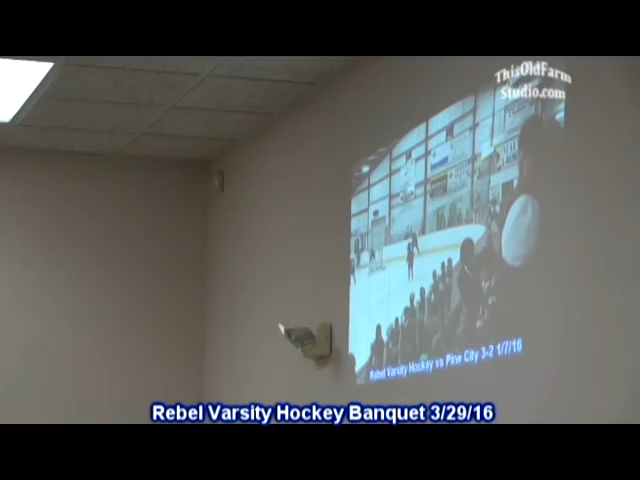 ThisOldFarm
Studio.com
Rebel Varsity Hockey vs Pine City 3-2 1/7/16
Rebel Varsity Hockey Banquet 3/29/16